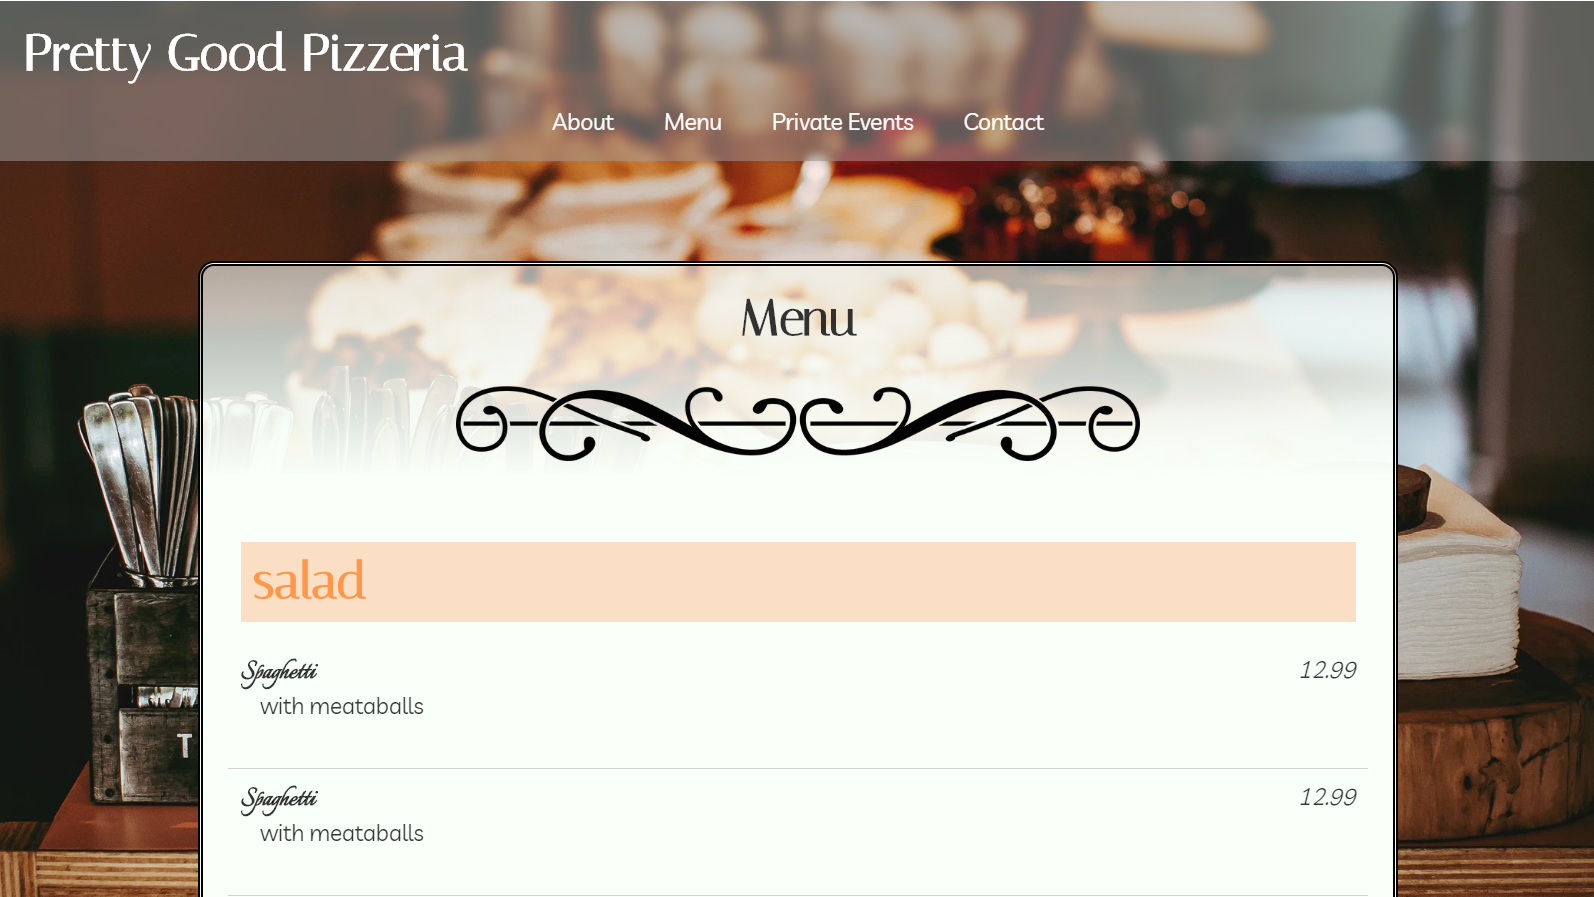 Pretty Good Pizzeria
About Menu Private Events Contact
Menu
salad
Spaghetti 12.99
with meataballs
T
Spaghetti 12.99
with meataballs